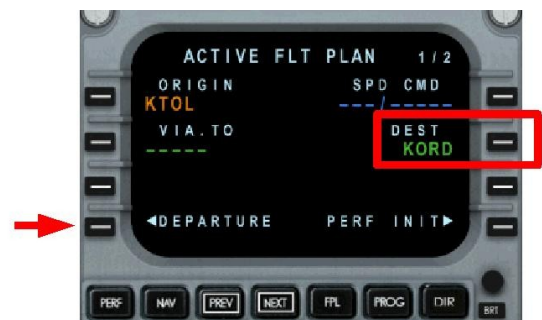 ACTIVE FLT PLAN 1/2
ORIGIN SPD CMD
KTOL ---/-----
VIA.TO DEST
----- KORD
◄DEPARTURE PERF INIT►
PERF NAV PREV NEXT FPL PROG DIR BRT